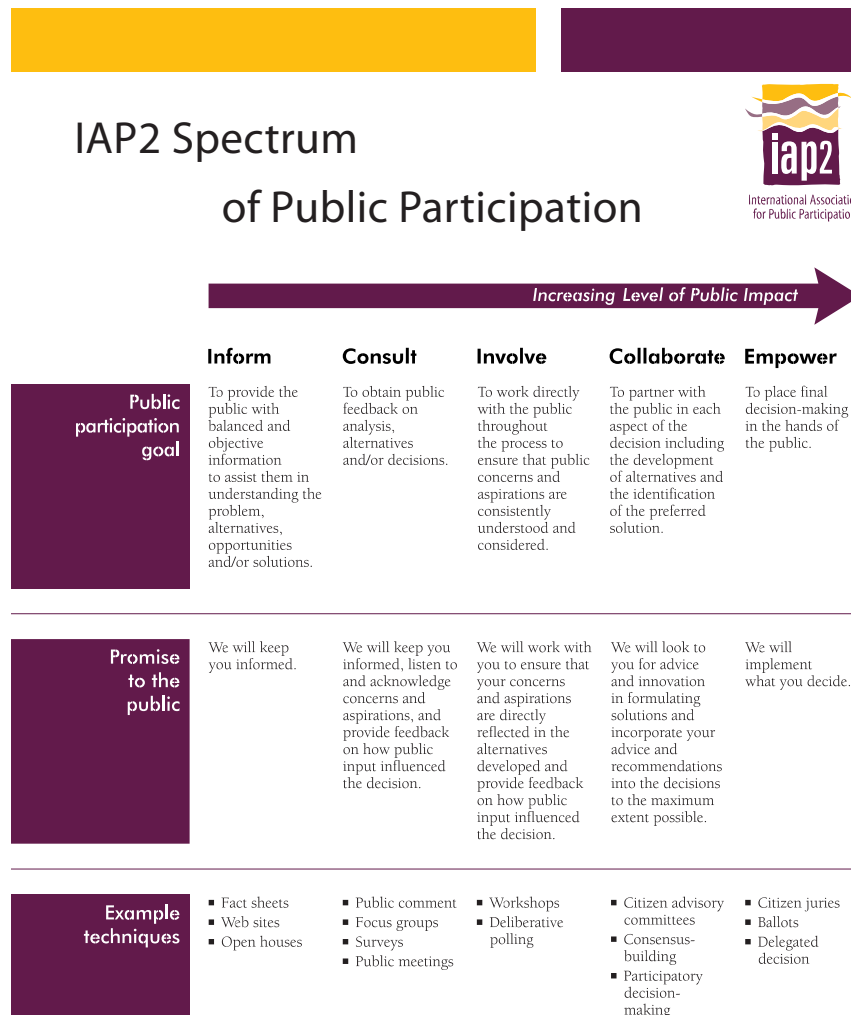 IAP2 Spectrum
of Public Participation
iap2
International Associatio
for Public Participatio
Increasing Level of Public Impact
Inform
Consult
Involve
Collaborate
Empower
Public
participation
goal
To provide the
public with
balanced and
objective
information
to assist them in
understanding the
problem,
alternatives,
opportunities
and/or solutions.
To obtain public
feedback on
analysis,
alternatives
and/or decisions.
To work directly
with the public
throughout
the process to
ensure that public
concerns and
aspirations are
consistently
understood and
considered.
To partner with
the public in each
aspect of the
decision including
the development
of alternatives and
the identification
of the preferred
solution.
To place final
decision-making
in the hands of
the public.
Promise
to the
public
We will keep
you informed.
We will keep you
informed, listen to
and acknowledge
concerns and
aspirations, and
provide feedback
on how public
input influenced
the decision.
We will work with
you to ensure that
your concerns
and aspirations
are directly
reflected in the
alternatives
developed and
provide feedback
on how public
input influenced
the decision.
We will look to
you for advice
and innovation
in formulating
solutions and
incorporate your
advice and
recommendations
into the decisions
to the maximum
extent possible.
We will
implement
what you decide.
Example
techniques
▪ Fact sheets
▪ Web sites
▪ Open houses
▪ Public comment
▪ Focus groups
▪ Surveys
▪ Public meetings
▪ Workshops
▪ Deliberative
polling
▪ Citizen advisory
committees
▪ Consensus-
building
▪ Participatory
decision-
making
▪ Citizen juries
▪ Ballots
▪ Delegated
decision